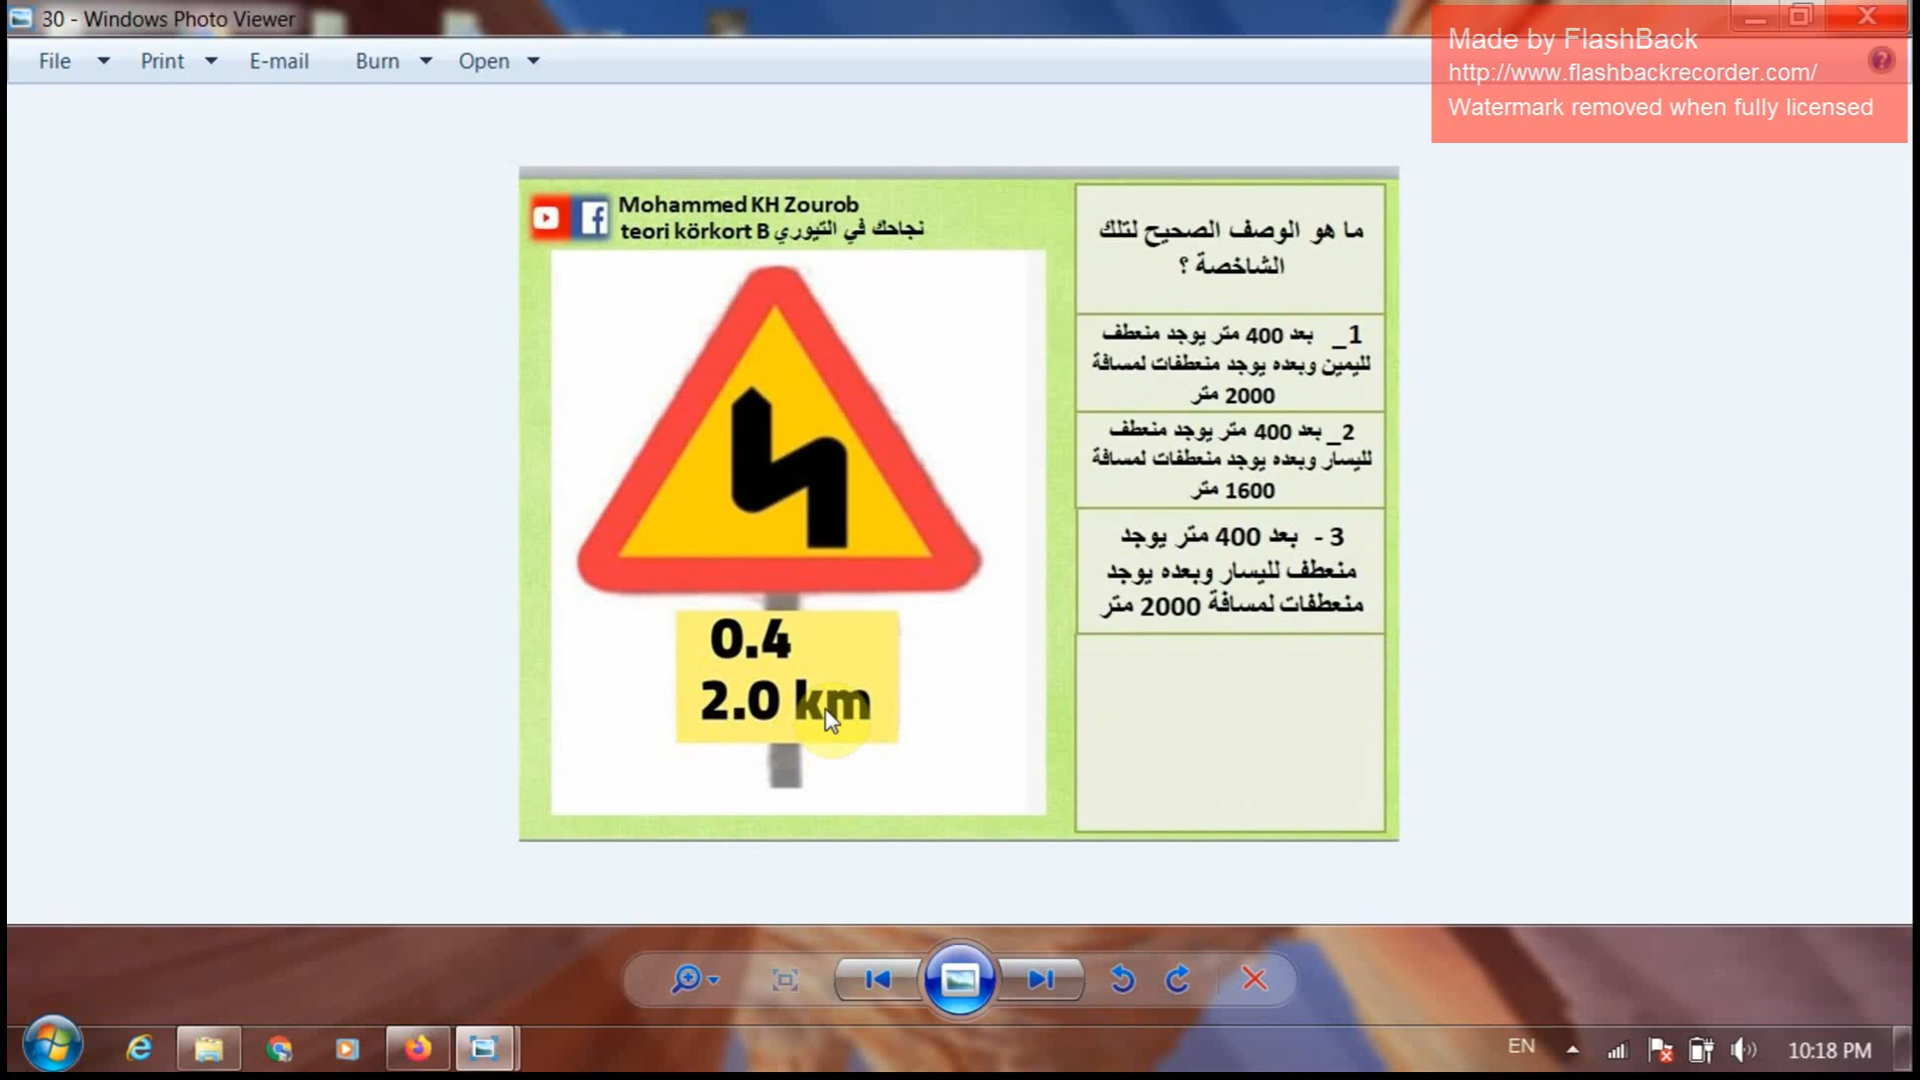 30 - Windows Photo Viewer
File Print E-mail Burn Open
Made by FlashBack
http://www.flashbackrecorder.com/
Watermark removed when fully licensed
Mohammed KH Zourob
teori körkort B نجاحك في التيوري
ما هو الوصف الصحيح لتلك
الشاخصة ؟
1_ بعد 400 متر يوجد منعطف
لليمين وبعده يوجد منعطفات لمسافة
2000 متر
2_ بعد 400 متر يوجد منعطف
لليسار وبعده يوجد منعطفات لمسافة
1600 متر
3 - بعد 400 متر يوجد
منعطف لليسار وبعده يوجد
منعطفات لمسافة 2000 متر
0.4
2.0 km
EN
10:18 PM